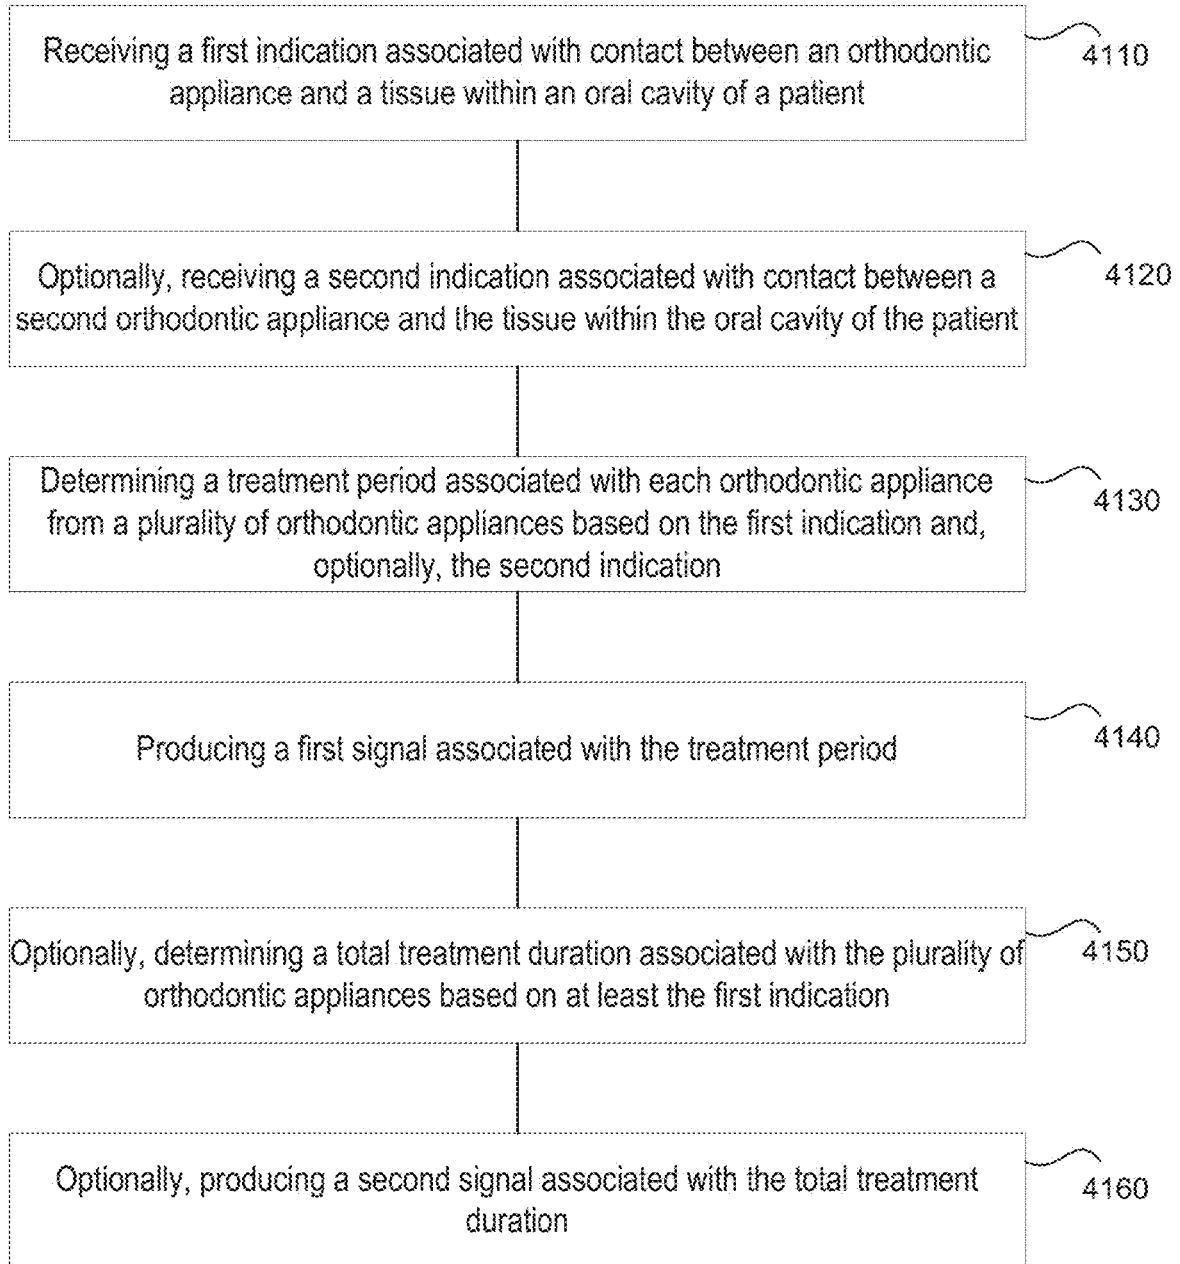 Receiving a first indication associated with contact between an orthodontic
appliance and a tissue within an oral cavity of a patient
4110
Optionally, receiving a second indication associated with contact between a
second orthodontic appliance and the tissue within the oral cavity of the patient
4120
Determining a treatment period associated with each orthodontic appliance
from a plurality of orthodontic appliances based on the first indication and,
optionally, the second indication
4130
Producing a first signal associated with the treatment period
4140
Optionally, determining a total treatment duration associated with the plurality of
orthodontic appliances based on at least the first indication
4150
Optionally, producing a second signal associated with the total treatment
duration
4160